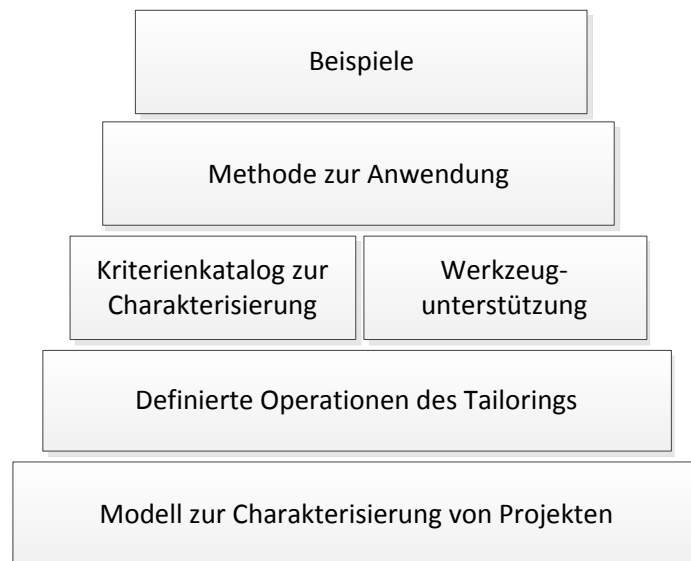 Beispiele
Methode zur Anwendung
Kriterienkatalog zur
Charakterisierung
Werkzeug-
unterstützung
Definierte Operationen des Tailorings
Modell zur Charakterisierung von Projekten